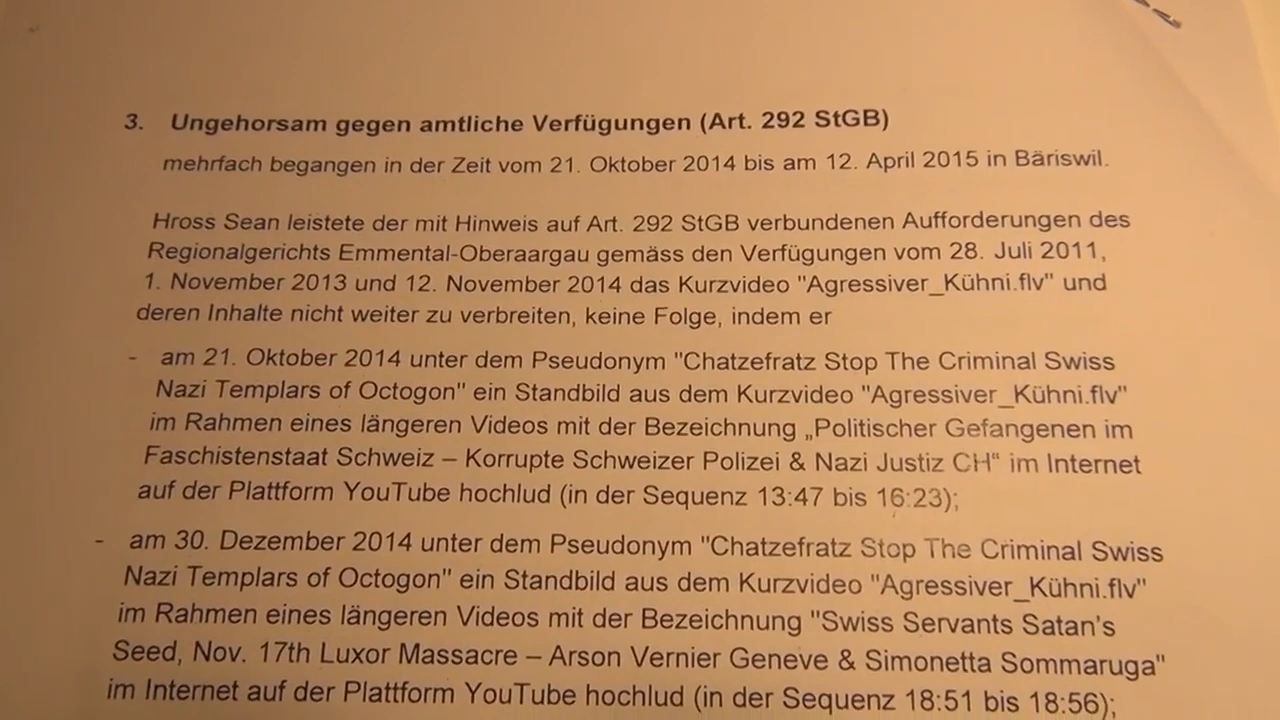 3. Ungehorsam gegen amtliche Verfügungen (Art. 292 StGB)
mehrfach begangen in der Zeit vom 21. Oktober 2014 bis am 12. April 2015 in Bäriswil.
Hross Sean leistete der mit Hinweis auf Art. 292 StGB verbundenen Aufforderungen des
Regionalgerichts Emmental-Oberaargau gemäss den Verfügungen vom 28. Juli 2011,
1. November 2013 und 12. November 2014 das Kurzvideo "Agressiver_Kühni.flv" und
deren Inhalte nicht weiter zu verbreiten, keine Folge, indem er
- am 21. Oktober 2014 unter dem Pseudonym "Chatzefratz Stop The Criminal Swiss
Nazi Templars of Octogon" ein Standbild aus dem Kurzvideo "Agressiver_Kühni.flv"
im Rahmen eines längeren Videos mit der Bezeichnung „Politischer Gefangenen im
Faschistenstaat Schweiz – Korrupte Schweizer Polizei & Nazi Justiz CH“ im Internet
auf der Plattform YouTube hochlud (in der Sequenz 13:47 bis 16:23);
- am 30. Dezember 2014 unter dem Pseudonym "Chatzefratz Stop The Criminal Swiss
Nazi Templars of Octogon" ein Standbild aus dem Kurzvideo "Agressiver_Kühni.flv"
im Rahmen eines längeren Videos mit der Bezeichnung "Swiss Servants Satan's
Seed, Nov. 17th Luxor Massacre – Arson Vernier Geneve & Simonetta Sommaruga"
im Internet auf der Plattform YouTube hochlud (in der Sequenz 18:51 bis 18:56);